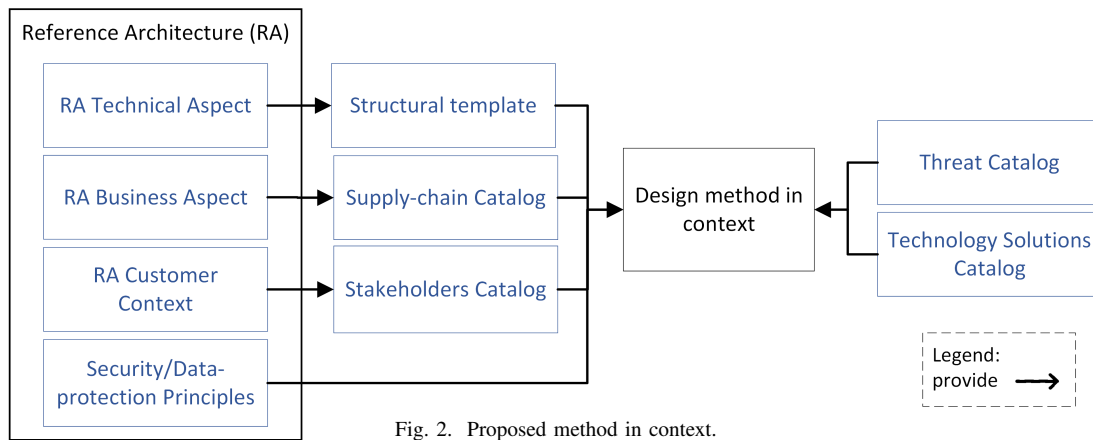 Reference Architecture (RA)
RA Technical Aspect
Structural template
RA Business Aspect
Supply-chain Catalog
RA Customer
Context
Stakeholders Catalog
Security/Data-
protection Principles
Design method in
context
Threat Catalog
Technology Solutions
Catalog
Legend:
provide
Fig. 2. Proposed method in context.